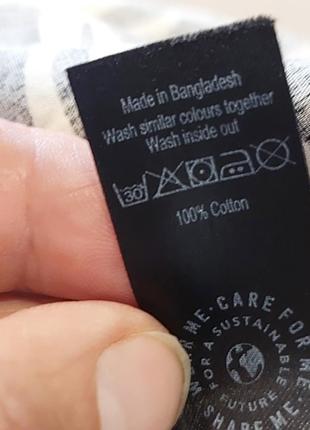 Made in Bangladesh
Wash similar colours together
Wash inside out
30
100% Cotton
ME • CARE FOR ME •
FOR A SUSTAINABLE
FUTURE
SHARE ME •